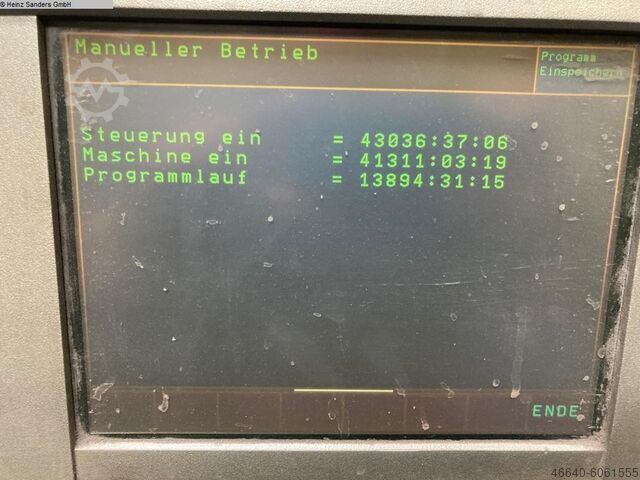 © Heinz Sanders GmbH
Manueller Betrieb
Programm
Einspeichern
Steuerung ein = 43036:37:06
Maschine ein = 41311:03:19
Programmlauf = 13894:31:15
ENDE
46640-6061555